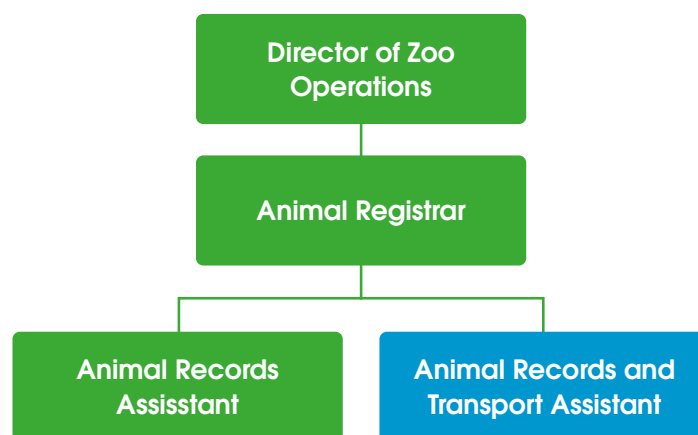 Director of Zoo
Operations
Animal Registrar
Animal Records
Assisstant
Animal Records and
Transport Assistant